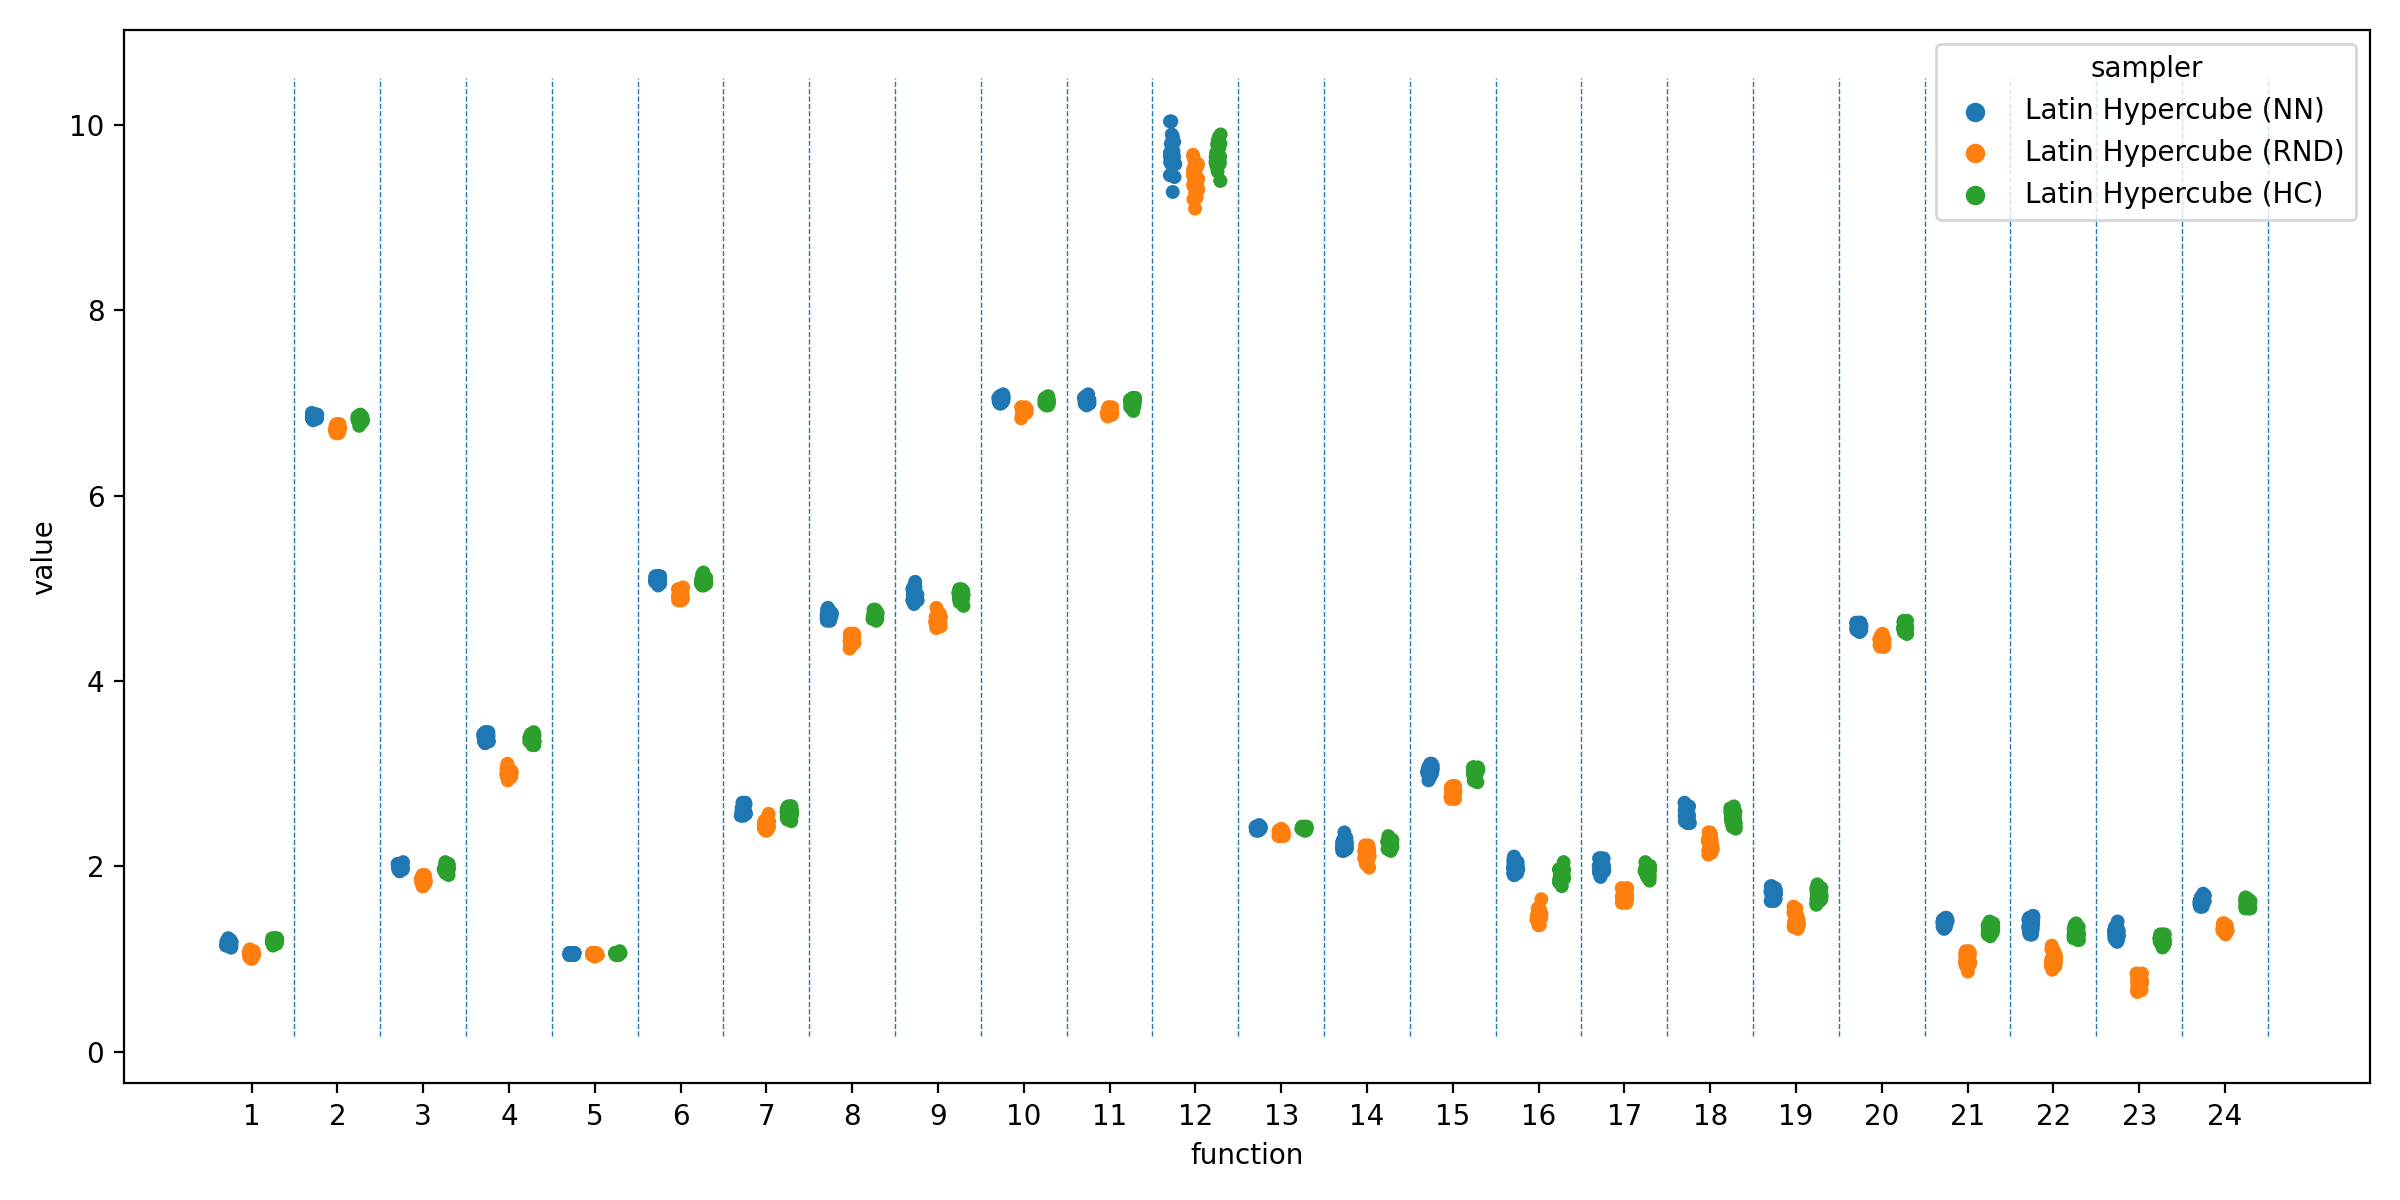 sampler
Latin Hypercube (NN)
Latin Hypercube (RND)
Latin Hypercube (HC)
10
8
6
4
2
0
value
1 2 3 4 5 6 7 8 9 10 11 12 13 14 15 16 17 18 19 20 21 22 23 24
function